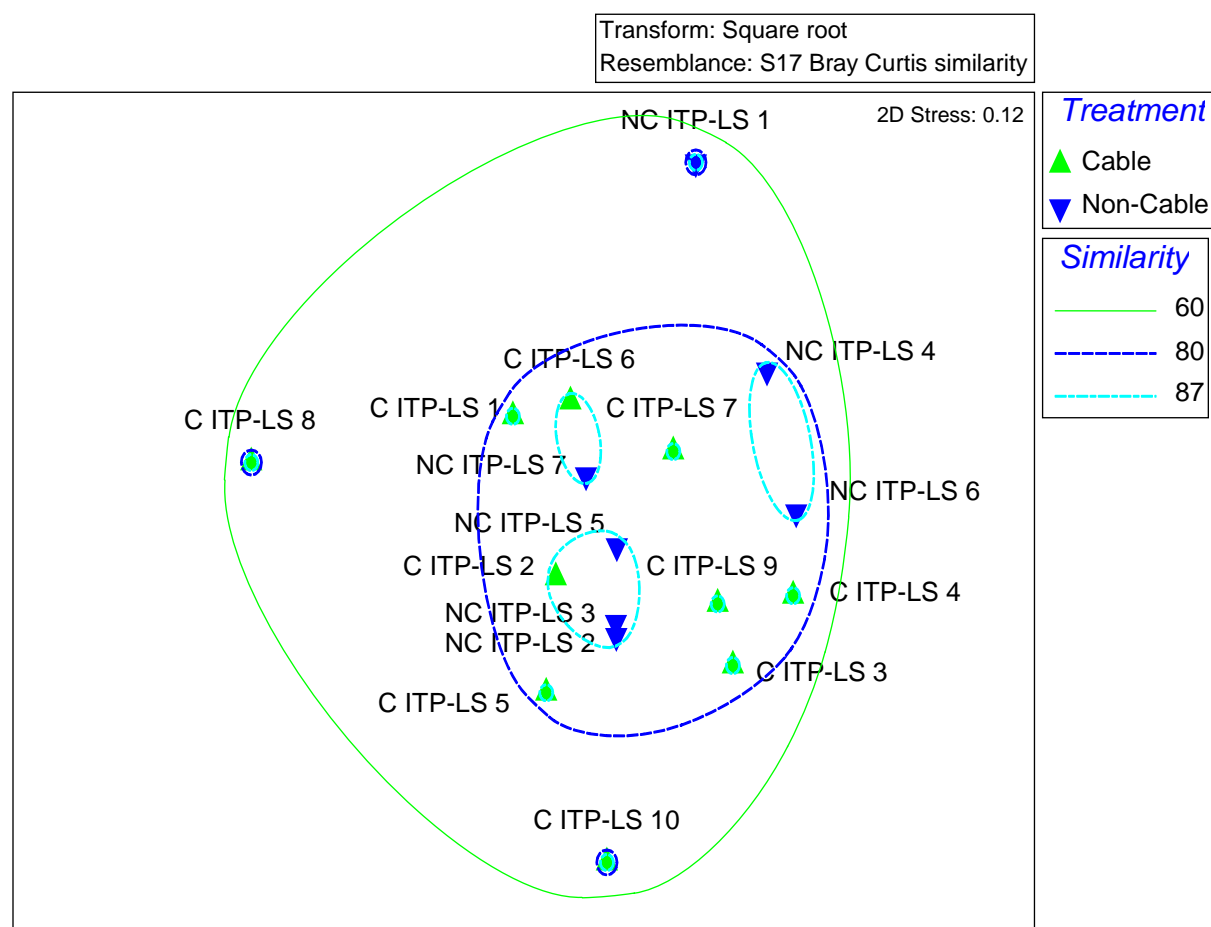 Transform: Square root
Resemblance: S17 Bray Curtis similarity
2D Stress: 0.12
NC ITP-LS 1
C ITP-LS 6
NC ITP-LS 4
C ITP-LS 1
C ITP-LS 7
C ITP-LS 8
NC ITP-LS 7
NC ITP-LS 6
NC ITP-LS 5
C ITP-LS 2
C ITP-LS 9
C ITP-LS 4
NC ITP-LS 3
NC ITP-LS 2
C ITP-LS 3
C ITP-LS 5
C ITP-LS 10
Treatment
Cable
Non-Cable
Similarity
60
80
87